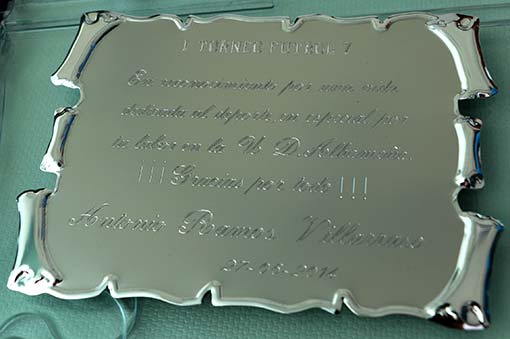 I TORNEO FUTBOL 7
En reconocimiento por una vida
dedicada al deporte, en especial por
tu labor en la U. D. Alhameña.
¡¡¡Gracias por todo!!!
Antonio Ramos Villarraso
27-06-2014